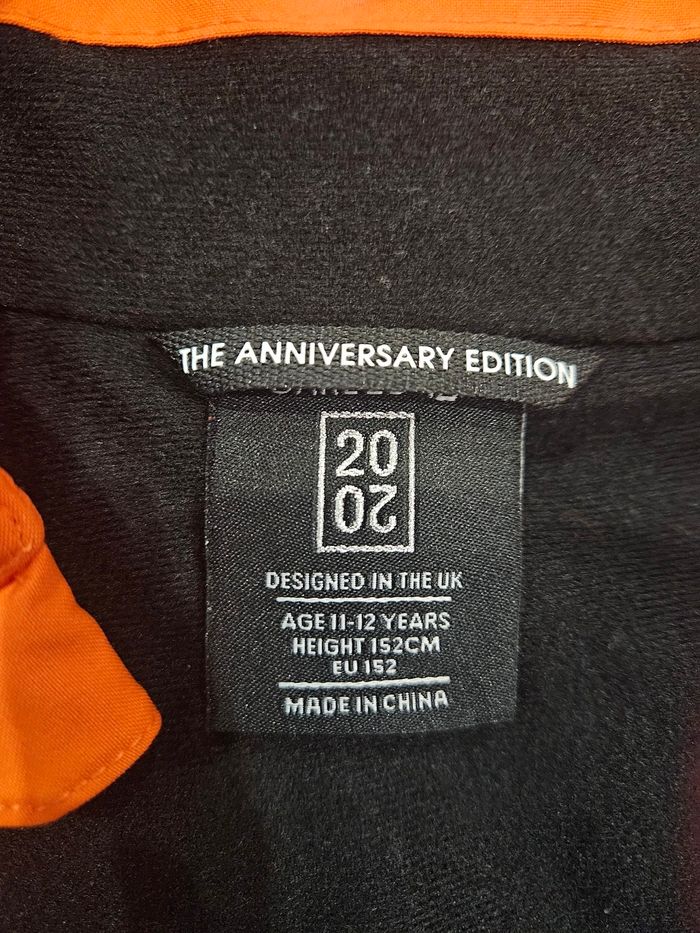 THE ANNIVERSARY EDITION
20
02
DESIGNED IN THE UK
AGE 11-12 YEARS
HEIGHT 152CM
EU 152
MADE IN CHINA